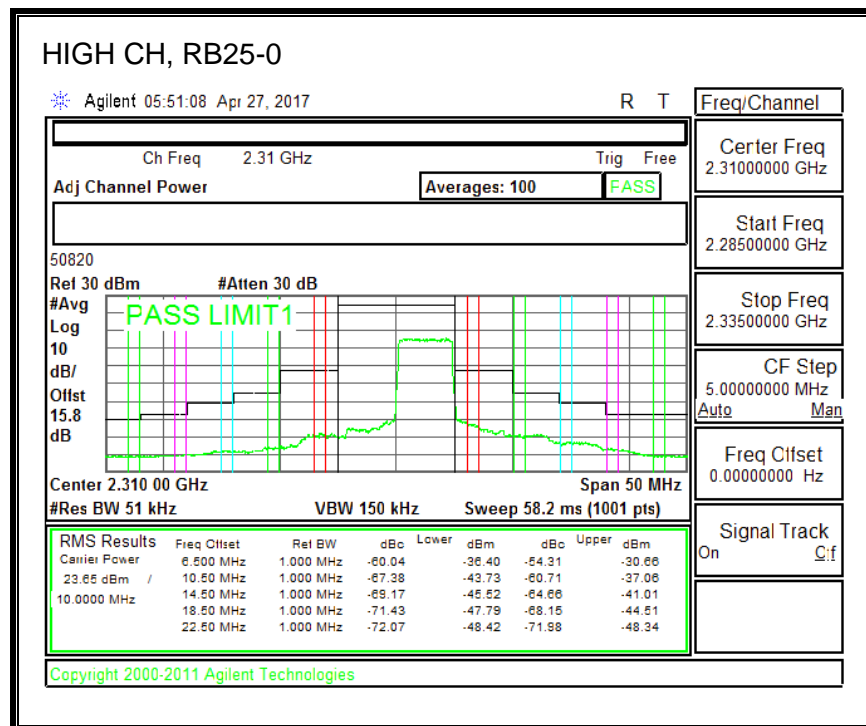 HIGH CH, RB25-0
Agilent 05:51:08 Apr 27, 2017 R T
Freq/Channel
Ch Freq 2.31 GHz Trig Free
Adj Channel Power Averages: 100 PASS
50820
Ref 30 dBm #Atten 30 dB
#Avg
Log
10
dB/
Offst
15.8
dB
PASS LIMIT1
Center 2.310 00 GHz Span 50 MHz
#Res BW 51 kHz VBW 150 kHz Sweep 58.2 ms (1001 pts)
RMS Results Freq Offset Ref BW dBc Lower dBm dBc Upper dBm
Carrier Power 6.500 MHz 1.000 MHz -60.04 -36.40 -54.31 -30.66
23.65 dBm / 10.50 MHz 1.000 MHz -67.38 -43.73 -60.71 -37.06
10.0000 MHz 14.50 MHz 1.000 MHz -69.17 -45.52 -64.66 -41.01
18.50 MHz 1.000 MHz -71.43 -47.79 -68.15 -44.51
22.50 MHz 1.000 MHz -72.07 -48.42 -71.98 -48.34
Center Freq
2.31000000 GHz
Start Freq
2.28500000 GHz
Stop Freq
2.33500000 GHz
CF Step
5.00000000 MHz
Auto Man
Freq Offset
0.00000000 Hz
Signal Track
On Off
Copyright 2000-2011 Agilent Technologies